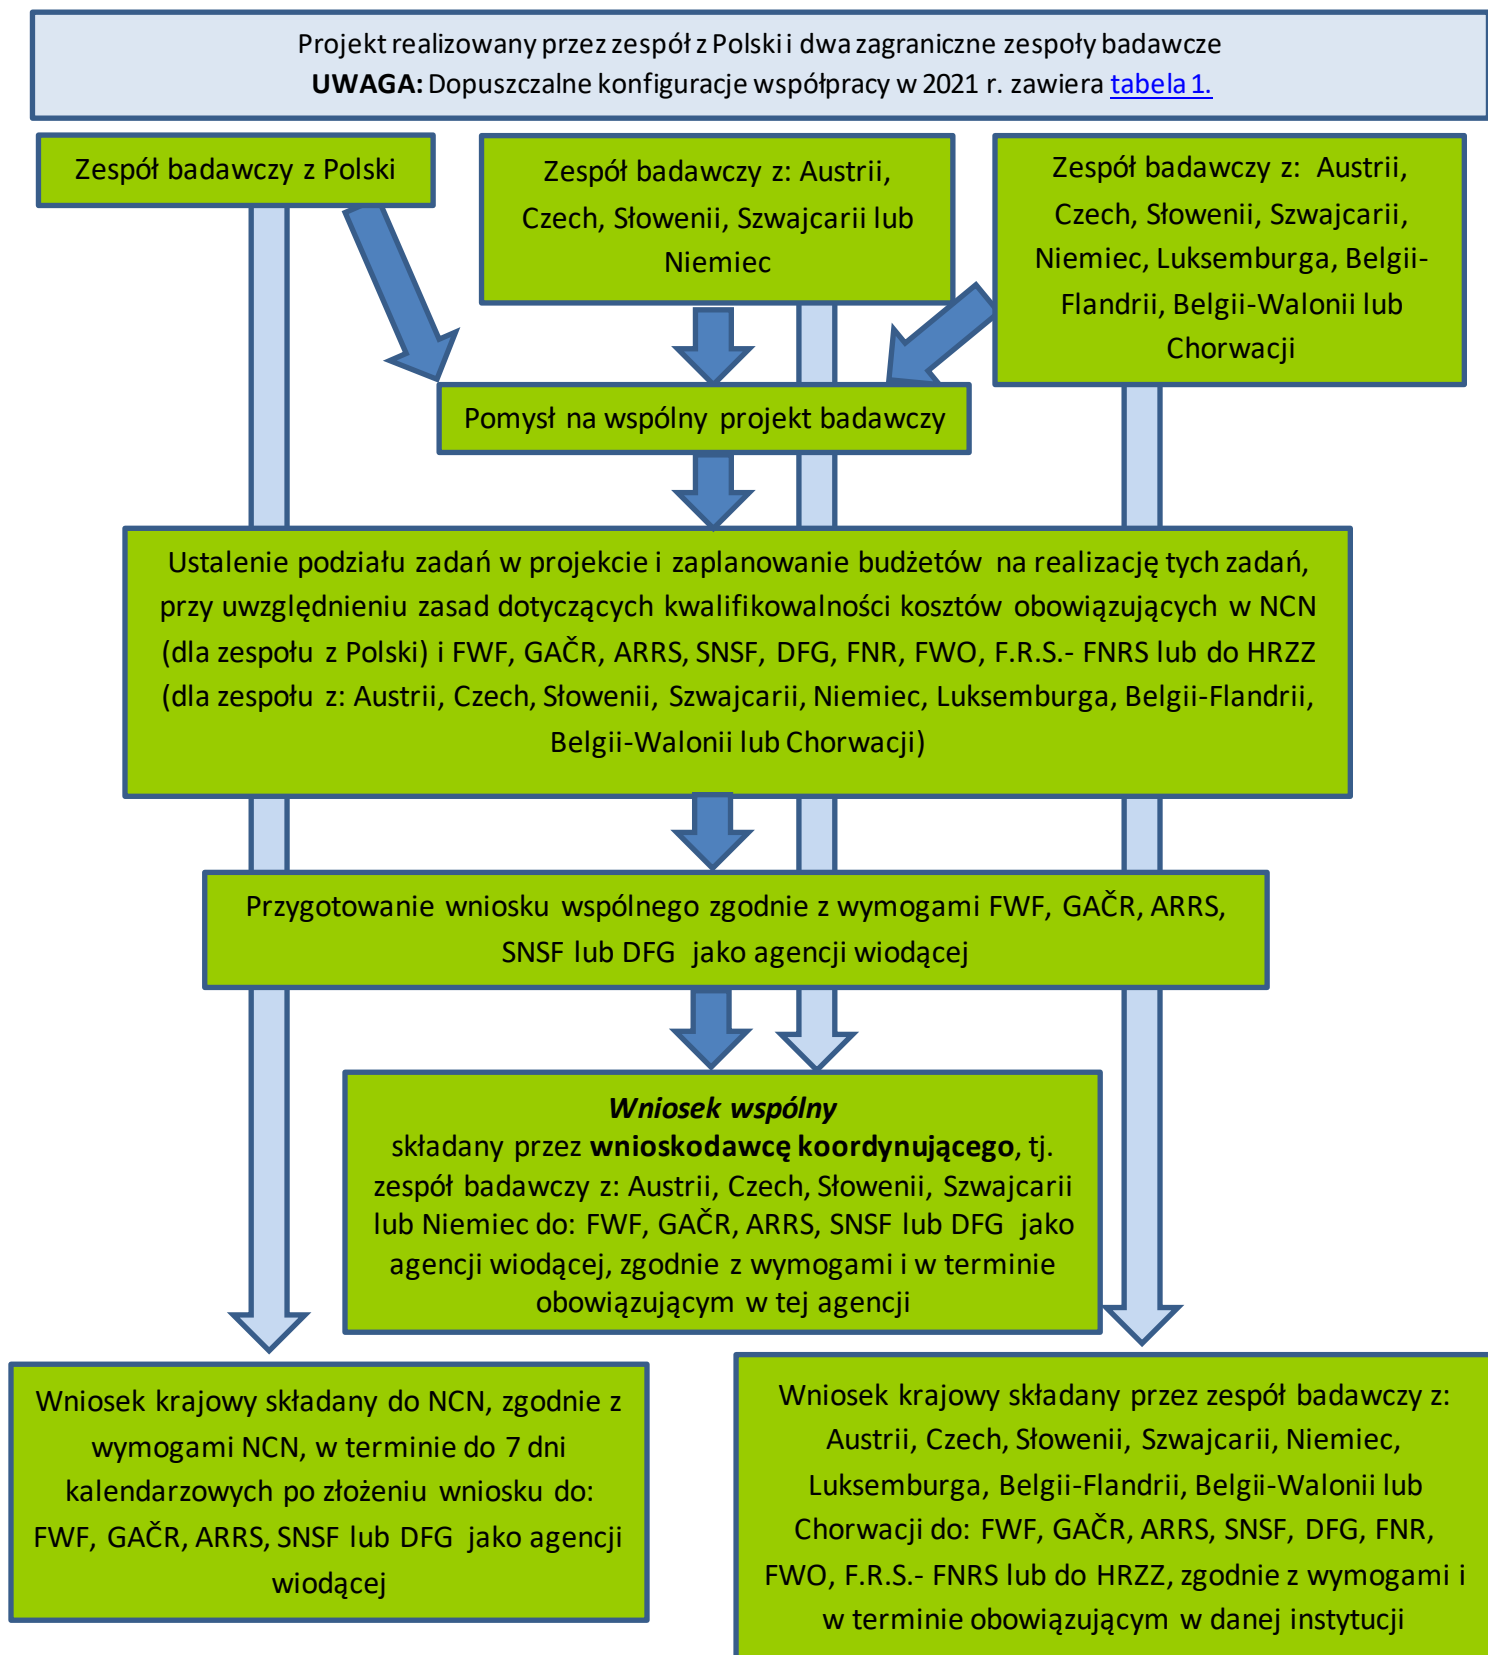 Projekt realizowany przez zespół z Polski i dwa zagraniczne zespoły badawcze
UWAGA: Dopuszczalne konfiguracje współpracy w 2021 r. zawiera tabela 1.
Zespół badawczy z Polski
Zespół badawczy z: Austrii,
Czech, Słowenii, Szwajcarii lub
Niemiec
Zespół badawczy z: Austrii,
Czech, Słowenii, Szwajcarii,
Niemiec, Luksemburga, Belgii-
Flandrii, Belgii-Walonii lub
Chorwacji
Pomysł na wspólny projekt badawczy
Ustalenie podziału zadań w projekcie i zaplanowanie budżetów na realizację tych zadań,
przy uwzględnieniu zasad dotyczących kwalifikowalności kosztów obowiązujących w NCN
(dla zespołu z Polski) i FWF, GAČR, ARRS, SNSF, DFG, FNR, FWO, F.R.S.- FNRS lub do HRZZ
(dla zespołu z: Austrii, Czech, Słowenii, Szwajcarii, Niemiec, Luksemburga, Belgii-Flandrii,
Belgii-Walonii lub Chorwacji)
Przygotowanie wniosku wspólnego zgodnie z wymogami FWF, GAČR, ARRS,
SNSF lub DFG jako agencji wiodącej
Wniosek wspólny
składany przez wnioskodawcę koordynującego, tj.
zespół badawczy z: Austrii, Czech, Słowenii, Szwajcarii
lub Niemiec do: FWF, GAČR, ARRS, SNSF lub DFG jako
agencji wiodącej, zgodnie z wymogami i w terminie
obowiązującym w tej agencji
Wniosek krajowy składany do NCN, zgodnie z
wymogami NCN, w terminie do 7 dni
kalendarzowych po złożeniu wniosku do:
FWF, GAČR, ARRS, SNSF lub DFG jako agencji
wiodącej
Wniosek krajowy składany przez zespół badawczy z:
Austrii, Czech, Słowenii, Szwajcarii, Niemiec,
Luksemburga, Belgii-Flandrii, Belgii-Walonii lub
Chorwacji do: FWF, GAČR, ARRS, SNSF, DFG, FNR,
FWO, F.R.S.- FNRS lub do HRZZ, zgodnie z wymogami i
w terminie obowiązującym w danej instytucji